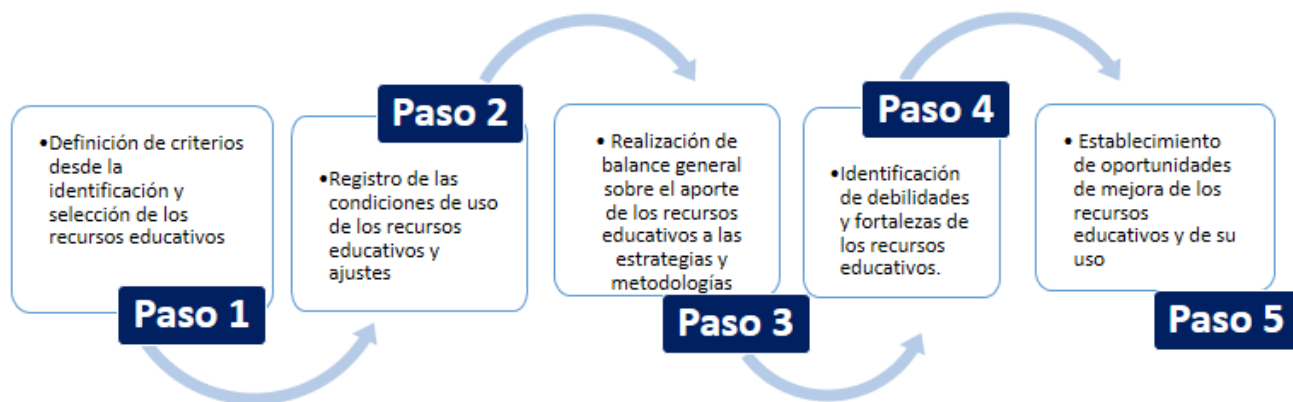 •Definición de criterios
desde la
identificación y
selección de los
recursos educativos
Paso 1
Paso 2
•Registro de las
condiciones de uso
de los recursos
educativos y
ajustes
• Realización de
balance general
sobre el aporte
de los recursos
educativos a las
estrategias y
metodologías
Paso 3
Paso 4
•Identificación
de debilidades
y fortalezas de
los recursos
educativos.
• Establecimiento
de oportunidades
de mejora de los
recursos
educativos y de su
uso
Paso 5